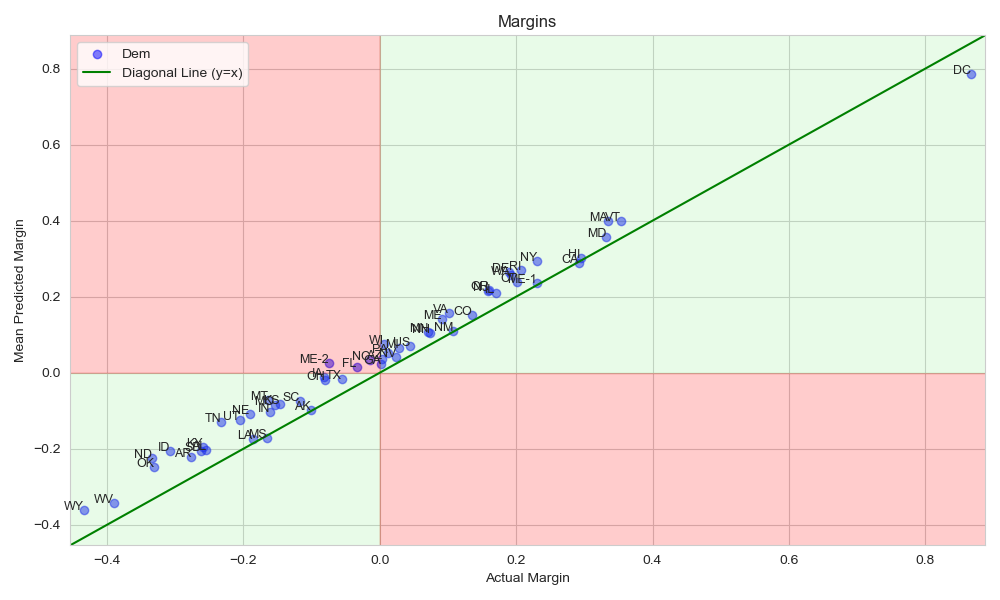 Margins
Dem
Diagonal Line (y=x)
Mean Predicted Margin
0.8
0.6
0.4
0.2
0.0
−0.2
−0.4
DC
MA VT
MD
HI
CA
NY
RI
DE
ME-1
VA
CO
ME
NM
WI
US
PA
NV
ME-2
NC
FL
IA
OH
TX
MT
SC
IN
AK
NE
UT
TN
LA
MS
KY
ID
AR
ND
OK
WV
WY
−0.4
−0.2
0.0
0.2
0.4
0.6
0.8
Actual Margin